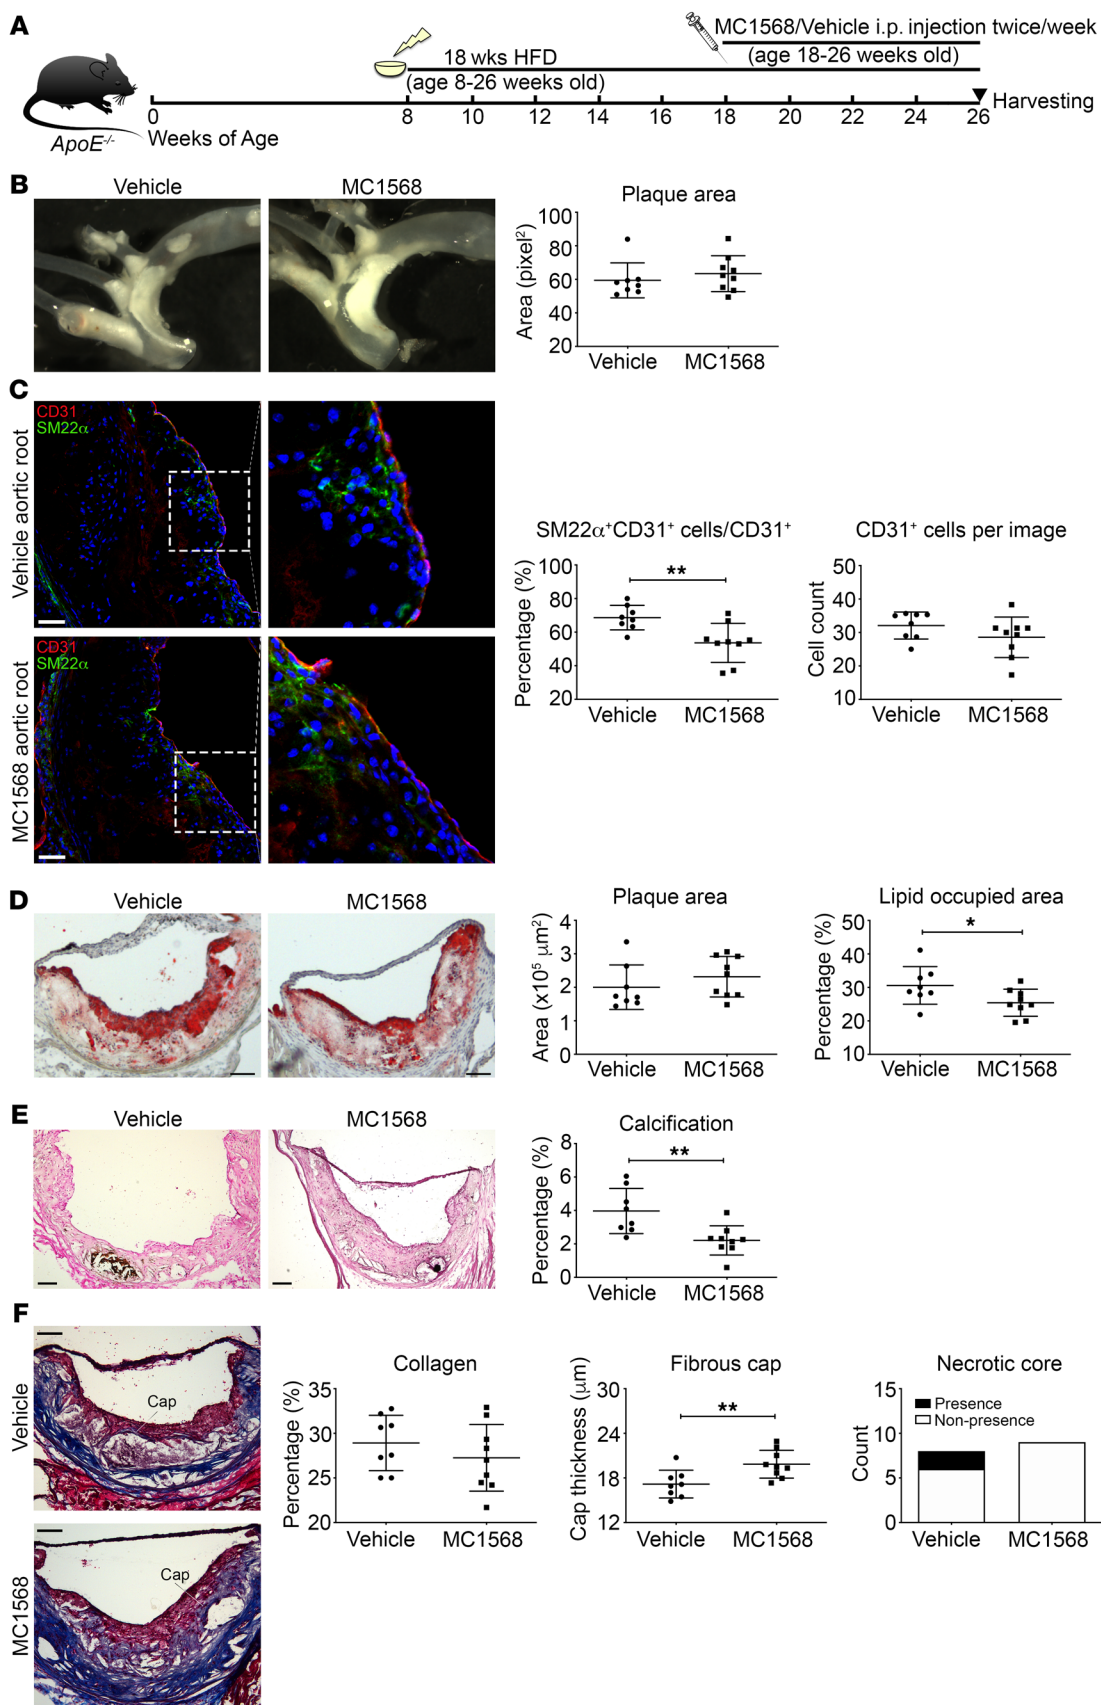 A
MC1568/Vehicle i.p. injection twice/week
(age 18-26 weeks old)
18 wks HFD
(age 8-26 weeks old)
0 8 10 12 14 16 18 20 22 24 26
Harvesting
Weeks of Age
ApoE-/-
B
Vehicle
MC1568
Plaque area
Area (pixel²)
100
80
60
40
20
Vehicle MC1568
C
Vehicle aortic root
CD31
SM22α
MC1568 aortic root
CD31
SM22α
SM22α⁺CD31⁺ cells/CD31⁺
Percentage (%)
100
80
60
40
20
**
Vehicle MC1568
CD31⁺ cells per image
Cell count
50
40
30
20
10
Vehicle MC1568
D
Vehicle
MC1568
Plaque area
Area (x10⁵ µm²)
4
3
2
1
0
Vehicle MC1568
Lipid occupied area
Percentage (%)
50
40
30
20
10
*
Vehicle MC1568
E
Vehicle
MC1568
Calcification
Percentage (%)
8
6
4
2
0
**
Vehicle MC1568
F
Vehicle
Cap
MC1568
Cap
Collagen
Percentage (%)
35
30
25
20
Vehicle MC1568
Fibrous cap
Cap thickness (µm)
30
24
18
12
**
Vehicle MC1568
Necrotic core
Count
15
10
5
0
Presence
Non-presence
Vehicle MC1568